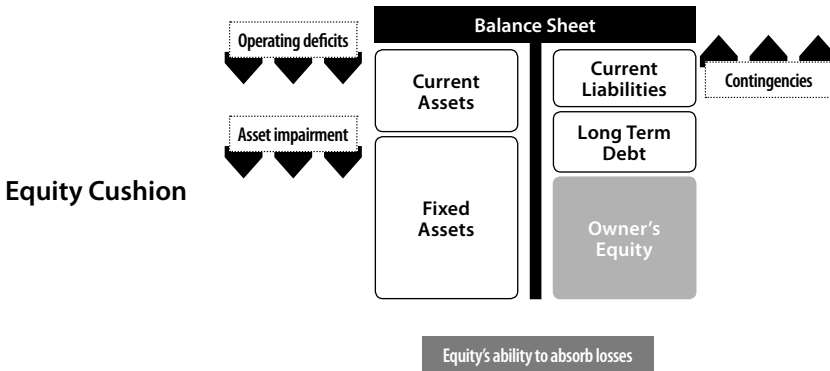 Balance Sheet
Operating deficits
Current
Assets
Current
Liabilities
Contingencies
Asset impairment
Long Term
Debt
Equity Cushion
Fixed
Assets
Owner's
Equity
Equity's ability to absorb losses